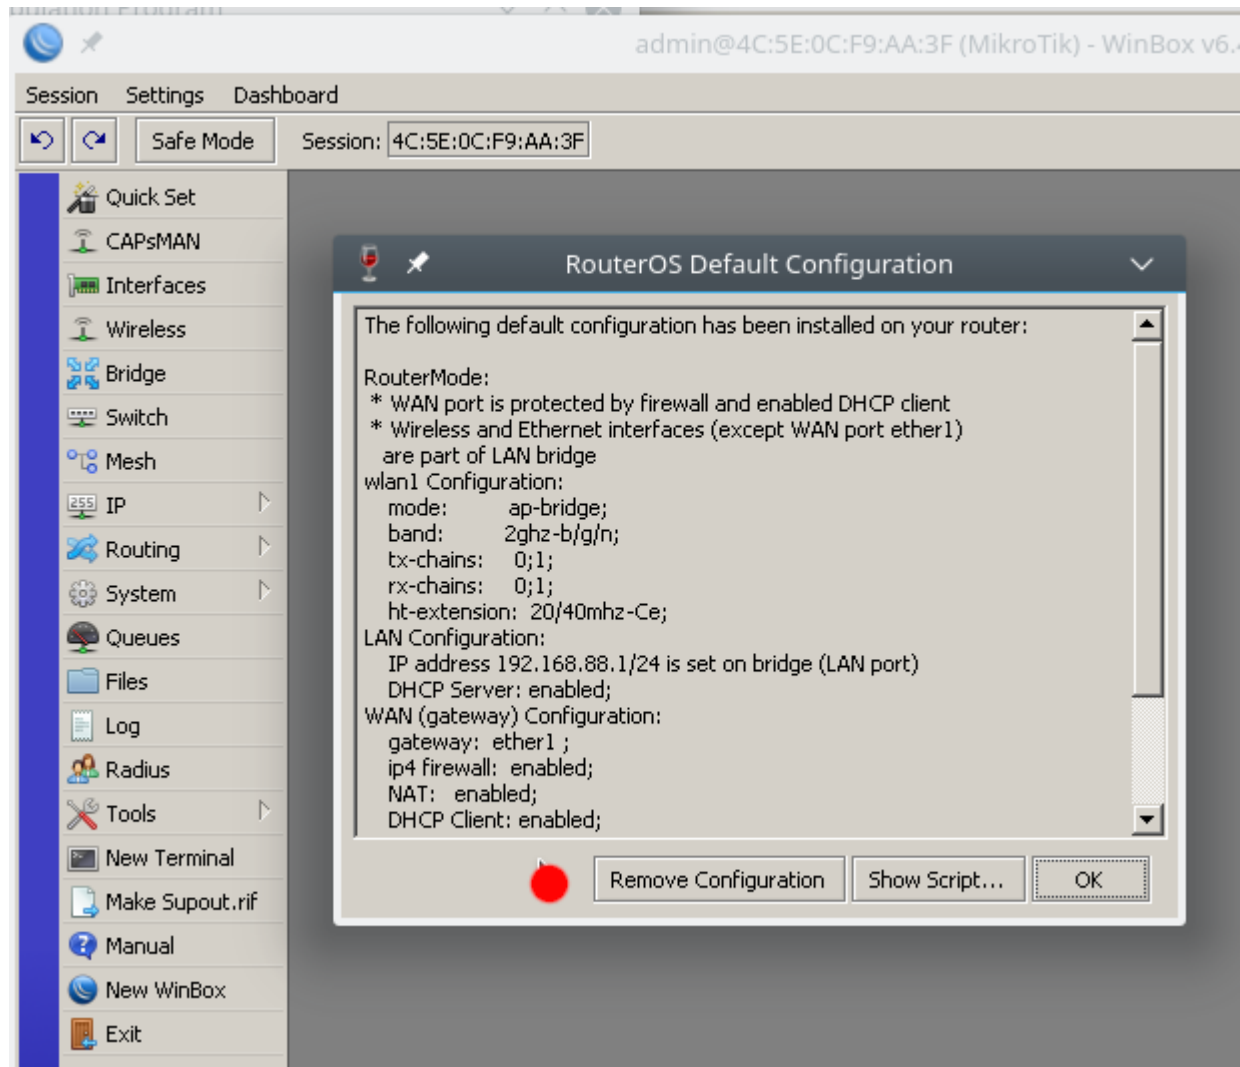 admin@4C:5E:0C:F9:AA:3F (MikroTik) - WinBox v6.
Session Settings Dashboard
Safe Mode Session: 4C:5E:0C:F9:AA:3F
Quick Set
CAPsMAN
Interfaces
Wireless
Bridge
Switch
Mesh
255 IP
Routing
System
Queues
Files
Log
Radius
Tools
New Terminal
Make Supout.rif
Manual
New WinBox
Exit
RouterOS Default Configuration
The following default configuration has been installed on your router:
RouterMode:
* WAN port is protected by firewall and enabled DHCP client
* Wireless and Ethernet interfaces (except WAN port ether1)
are part of LAN bridge
wlan1 Configuration:
mode: ap-bridge;
band: 2ghz-b/g/n;
tx-chains: 0;1;
rx-chains: 0;1;
ht-extension: 20/40mhz-Ce;
LAN Configuration:
IP address 192.168.88.1/24 is set on bridge (LAN port)
DHCP Server: enabled;
WAN (gateway) Configuration:
gateway: ether1 ;
ip4 firewall: enabled;
NAT: enabled;
DHCP Client: enabled;
Remove Configuration Show Script... OK